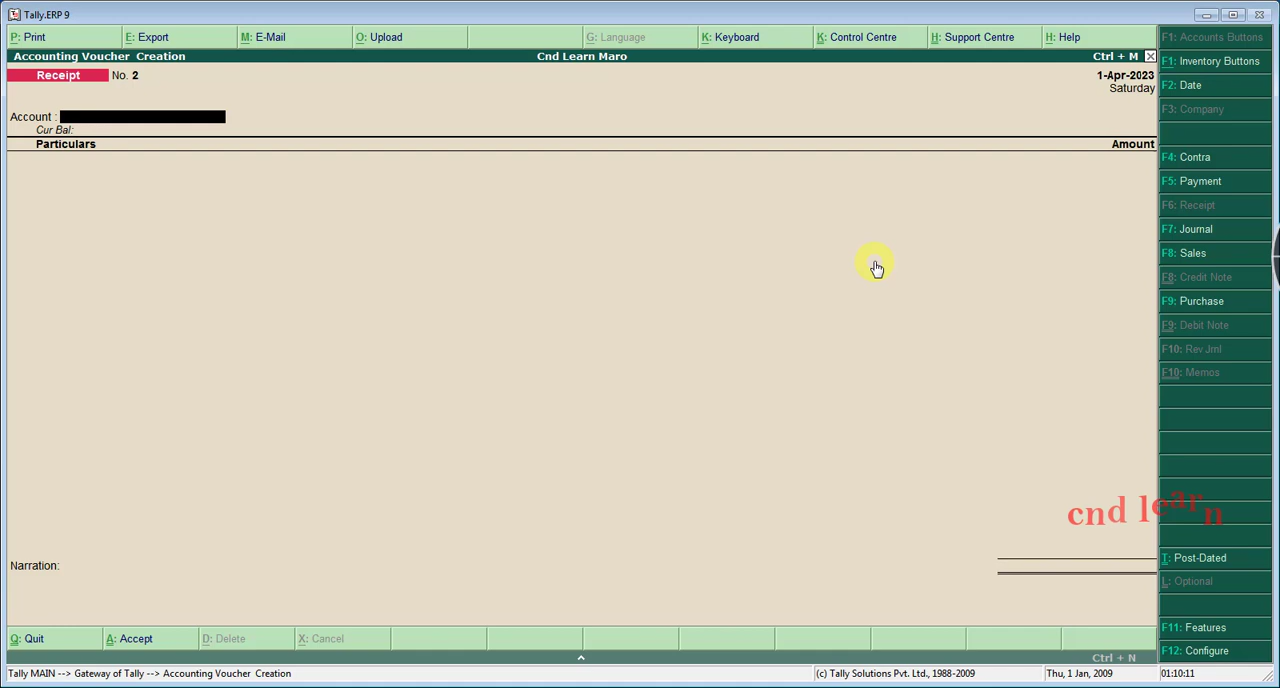 Tally.ERP 9
P: Print E: Export M: E-Mail O: Upload G: Language K: Keyboard K: Control Centre H: Support Centre H: Help
Accounting Voucher Creation Cnd Learn Maro Ctrl + M
Receipt No. 2 1-Apr-2023
Saturday
Account :
Cur Bal:
Particulars Amount
Narration:
F1: Accounts Buttons
F1: Inventory Buttons
F2: Date
F3: Company
F4: Contra
F5: Payment
F6: Receipt
F7: Journal
F8: Sales
F8: Credit Note
F9: Purchase
F9: Debit Note
F10: Rev Jrnl
F10: Memos
cnd learn
T: Post-Dated
L: Optional
F11: Features
F12: Configure
Q: Quit A: Accept D: Delete X: Cancel
Ctrl + N
Tally MAIN --> Gateway of Tally --> Accounting Voucher Creation (c) Tally Solutions Pvt. Ltd., 1988-2009 Thu, 1 Jan, 2009 01:10:11